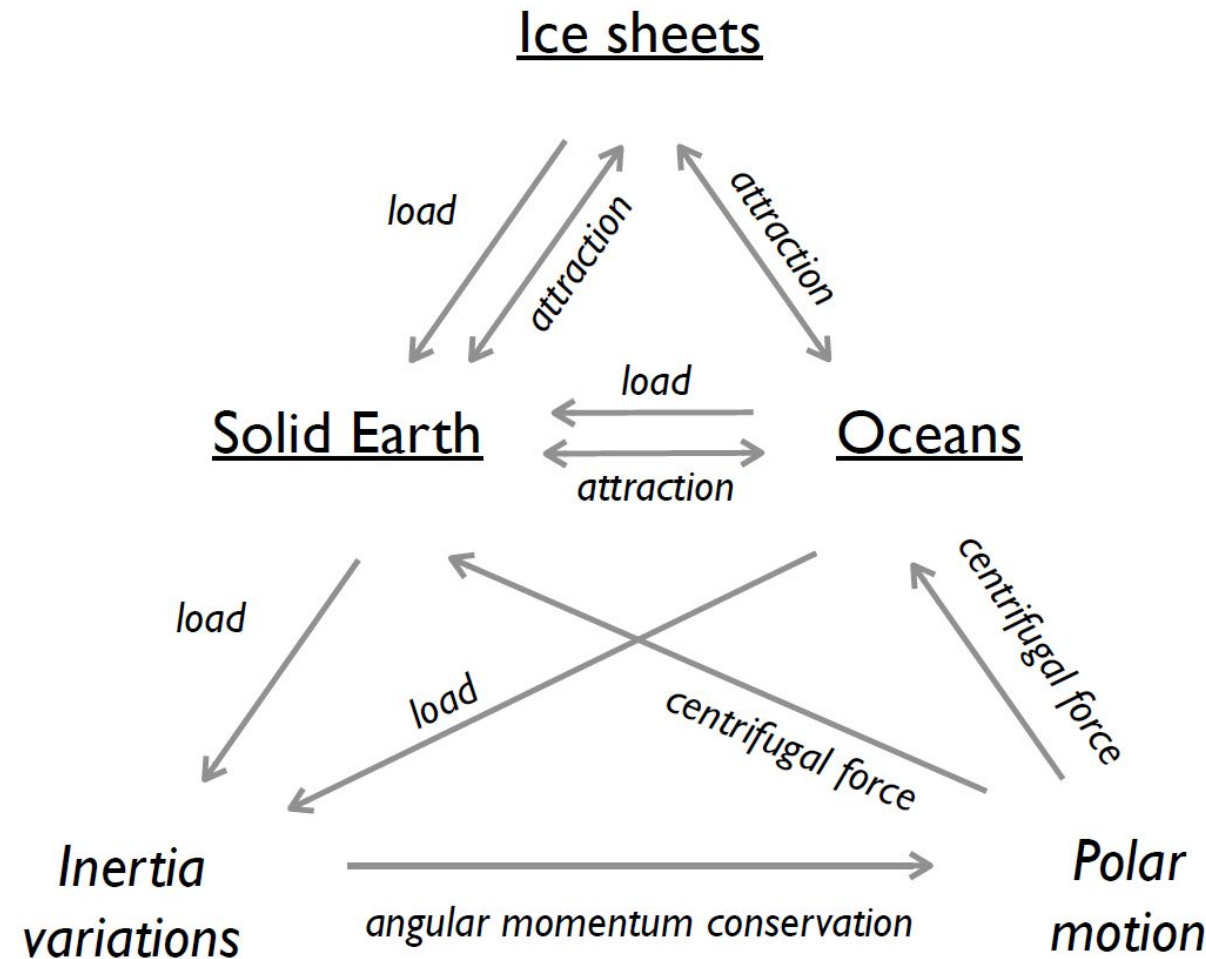 Ice sheets
load
attraction
attraction
load
Solid Earth
Oceans
attraction
load
centrifugal force
load
centrifugal force
Inertia
variations
angular momentum conservation
Polar
motion